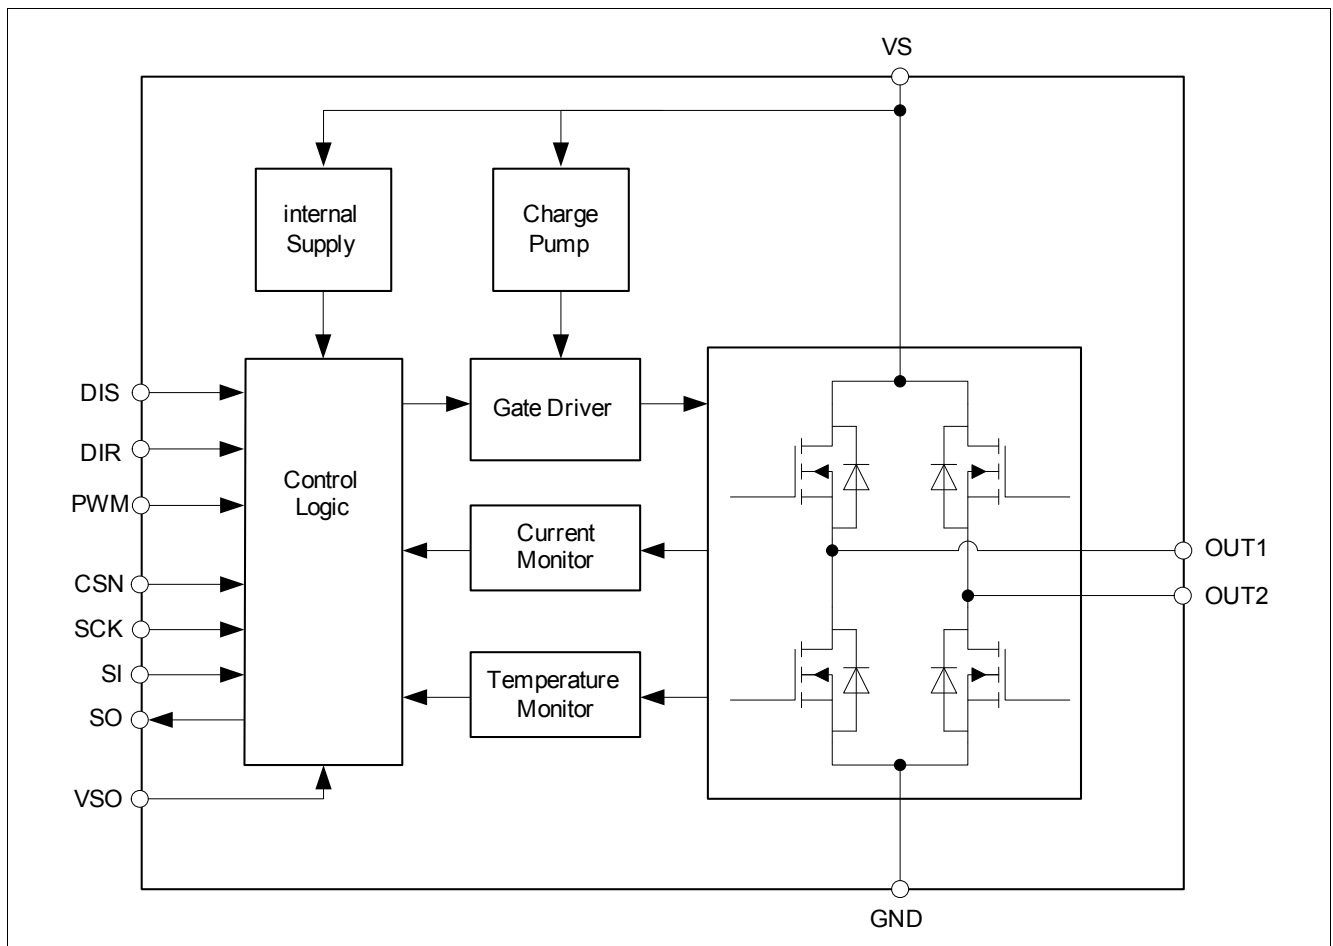 VS
internal
Supply
Charge
Pump
DIS
DIR
PWM
CSN
SCK
SI
SO
VSO
Control
Logic
Gate Driver
Current
Monitor
Temperature
Monitor
OUT1
OUT2
GND